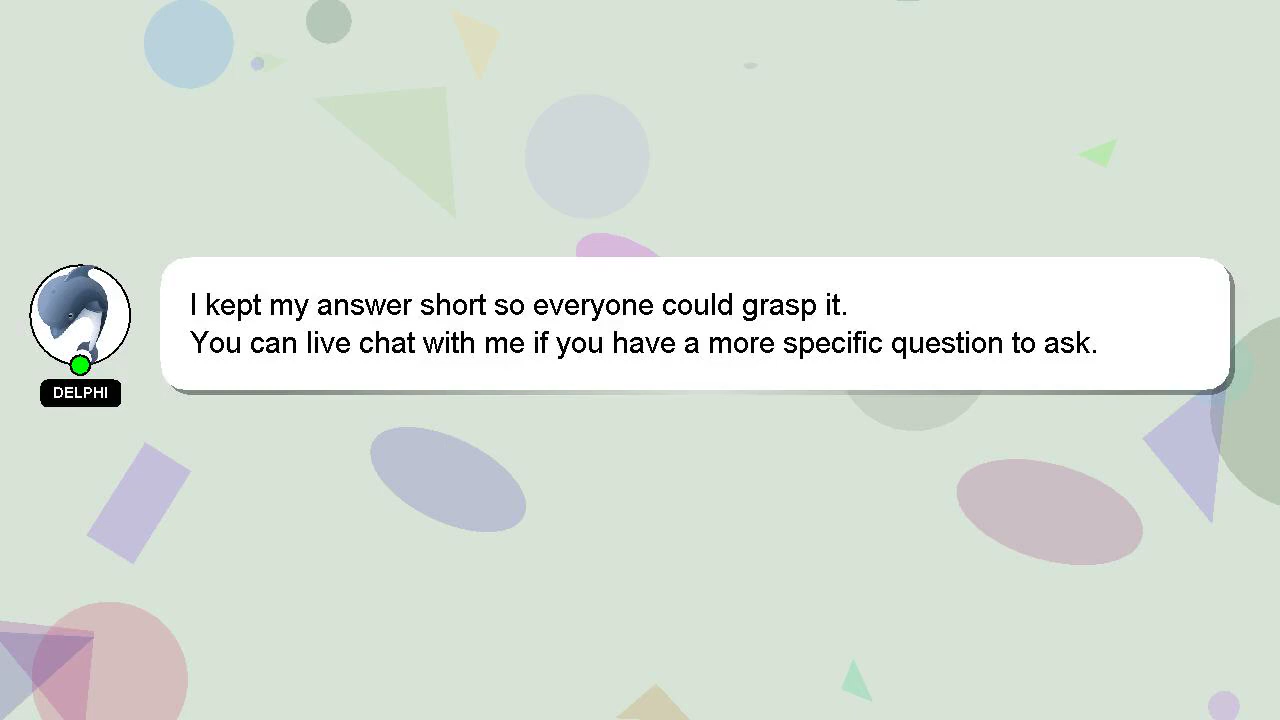 I kept my answer short so everyone could grasp it.
You can live chat with me if you have a more specific question to ask.
DELPHI